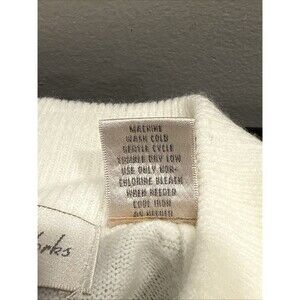 MACHINE
WASH COLD
GENTLE CYCLE
TUMBLE DRY LOW
USE ONLY NON-
CHLORINE BLEACH
WHEN NEEDED
COOL IRON
AS NEEDED